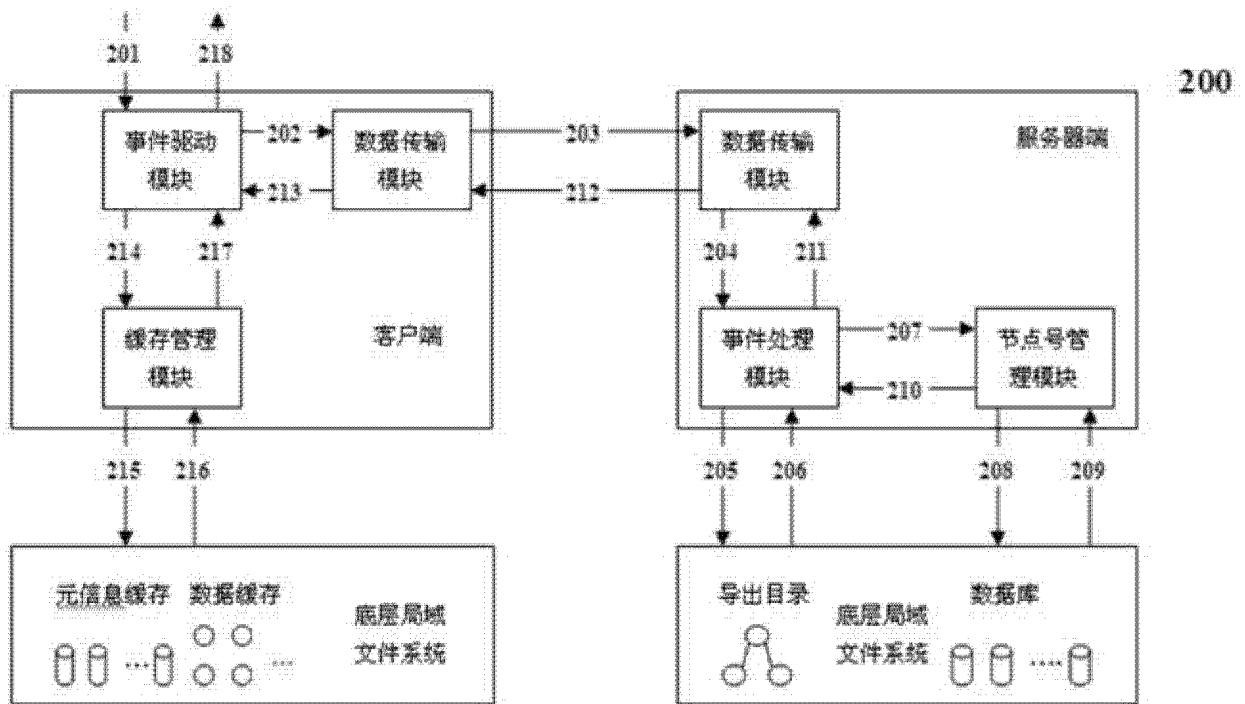 201
218
200
事件驱动
模块
202
数据传输
模块
203
数据传输
模块
服务器端
213
212
214
217
204
211
缓存管理
模块
客户端
事件处理
模块
207
节点号管
理模块
210
215
216
205
206
208
209
元信息缓存
数据缓存
底层局域
文件系统
...
...
导出目录
底层局域
文件系统
数据库
....